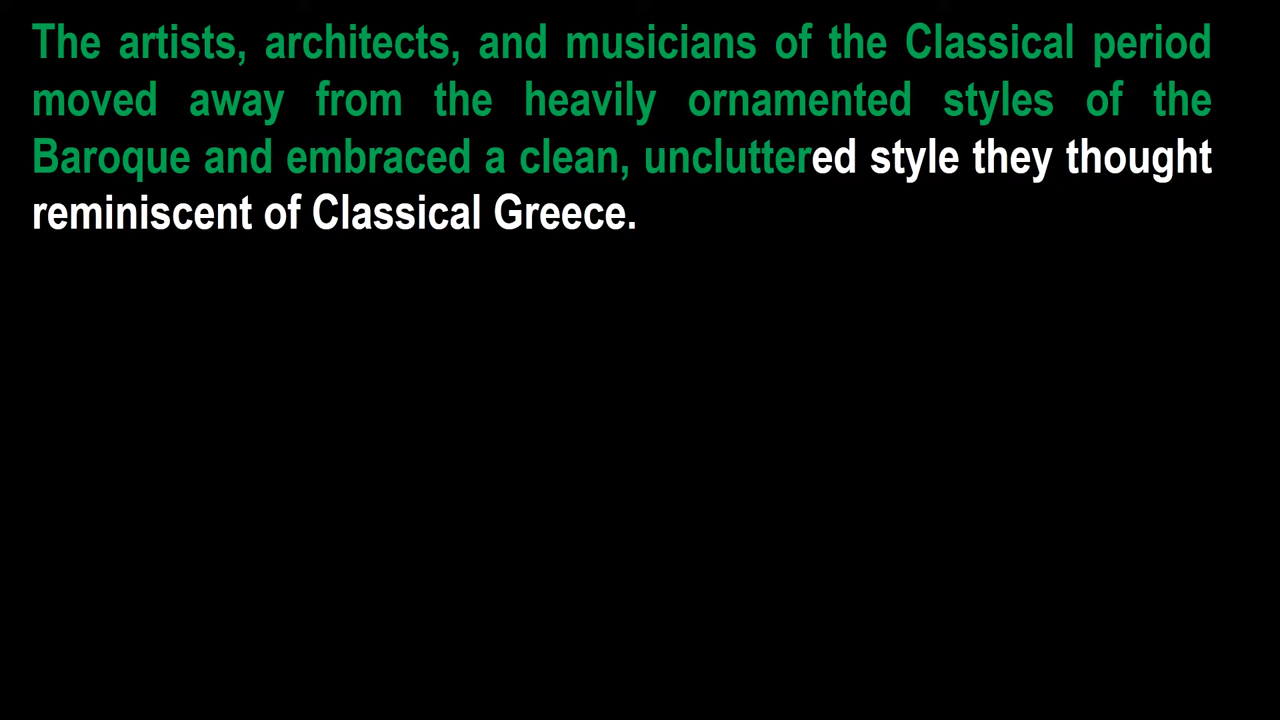 The artists, architects, and musicians of the Classical period
moved away from the heavily ornamented styles of the
Baroque and embraced a clean, uncluttered style they thought
reminiscent of Classical Greece.